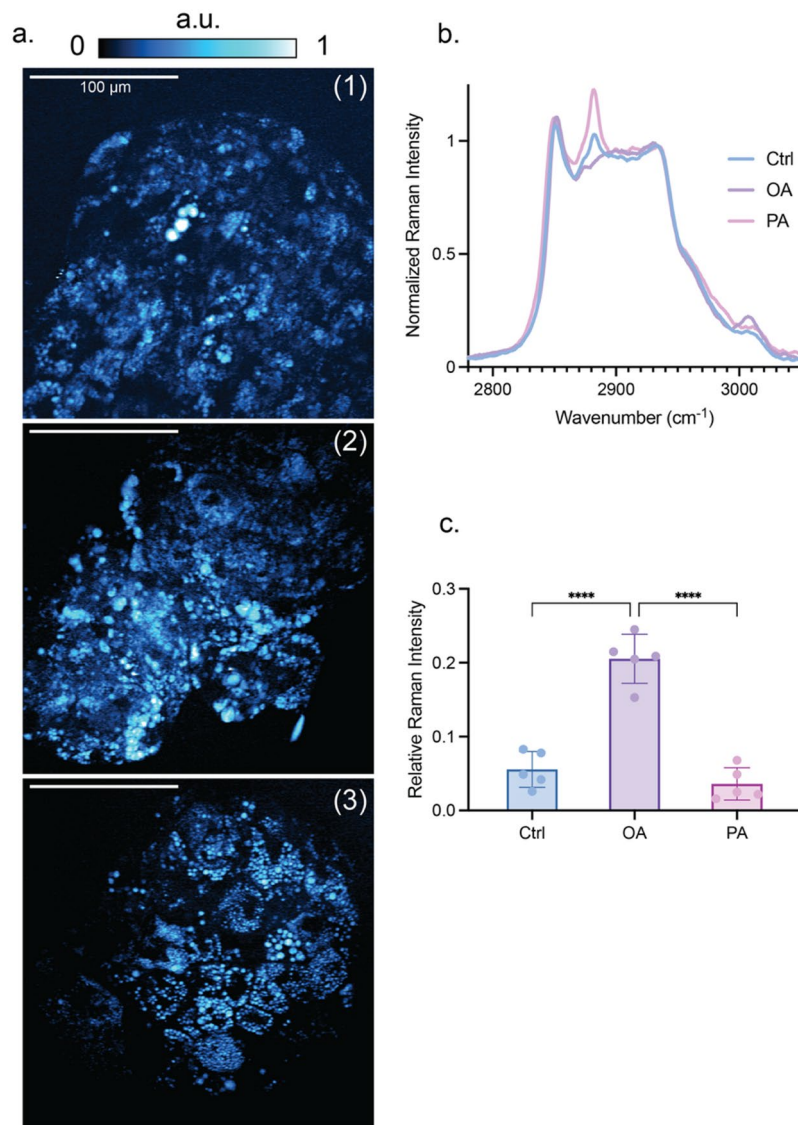 a.
a.u.
0
1
100 µm
(1)
(2)
(3)
b.
Normalized Raman Intensity
1
0.5
0
2800
2900
3000
Wavenumber (cm⁻¹)
Ctrl
OA
PA
c.
Relative Raman Intensity
0.3
0.2
0.1
0.0
****
****
Ctrl
OA
PA